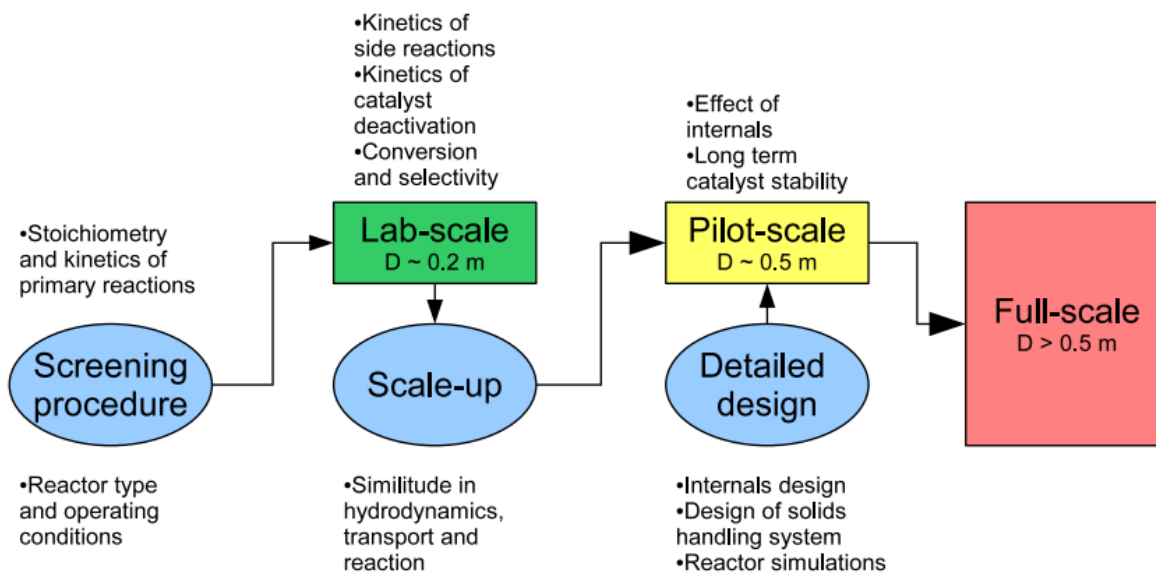 •Kinetics of
side reactions
•Kinetics of
catalyst
deactivation
•Conversion
and selectivity
•Effect of
internals
•Long term
catalyst stability
•Stoichiometry
and kinetics of
primary reactions
Lab-scale
D ~ 0.2 m
Pilot-scale
D ~ 0.5 m
Full-scale
D > 0.5 m
Screening
procedure
Scale-up
Detailed
design
•Reactor type
and operating
conditions
•Similitude in
hydrodynamics,
transport and
reaction
•Internals design
•Design of solids
handling system
•Reactor simulations